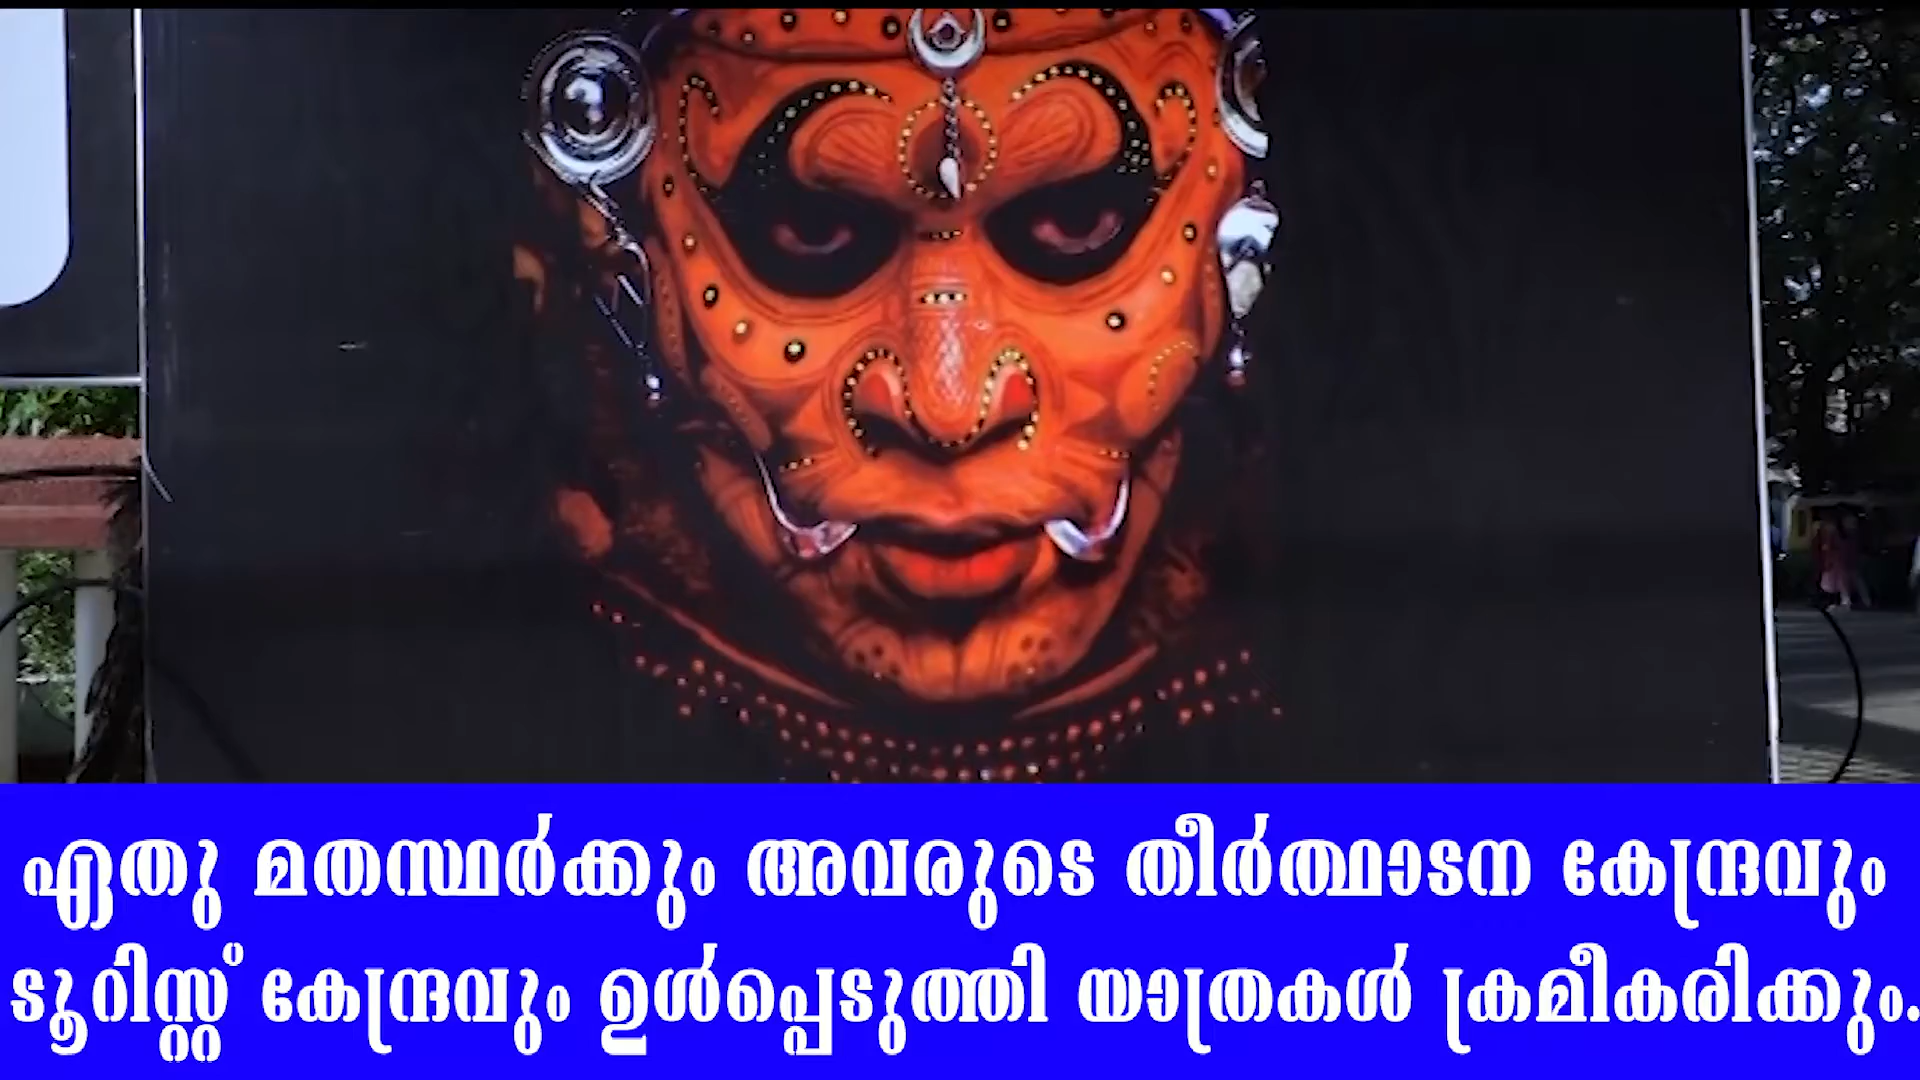 ഏതു മതസ്ഥർക്കും അവരുടെ തീർത്ഥാടന കേന്ദ്രവും
ടൂറിസ്റ്റ് കേന്ദ്രവും ഉൾപ്പെടുത്തി യാത്രകൾ ക്രമീകരിക്കും.